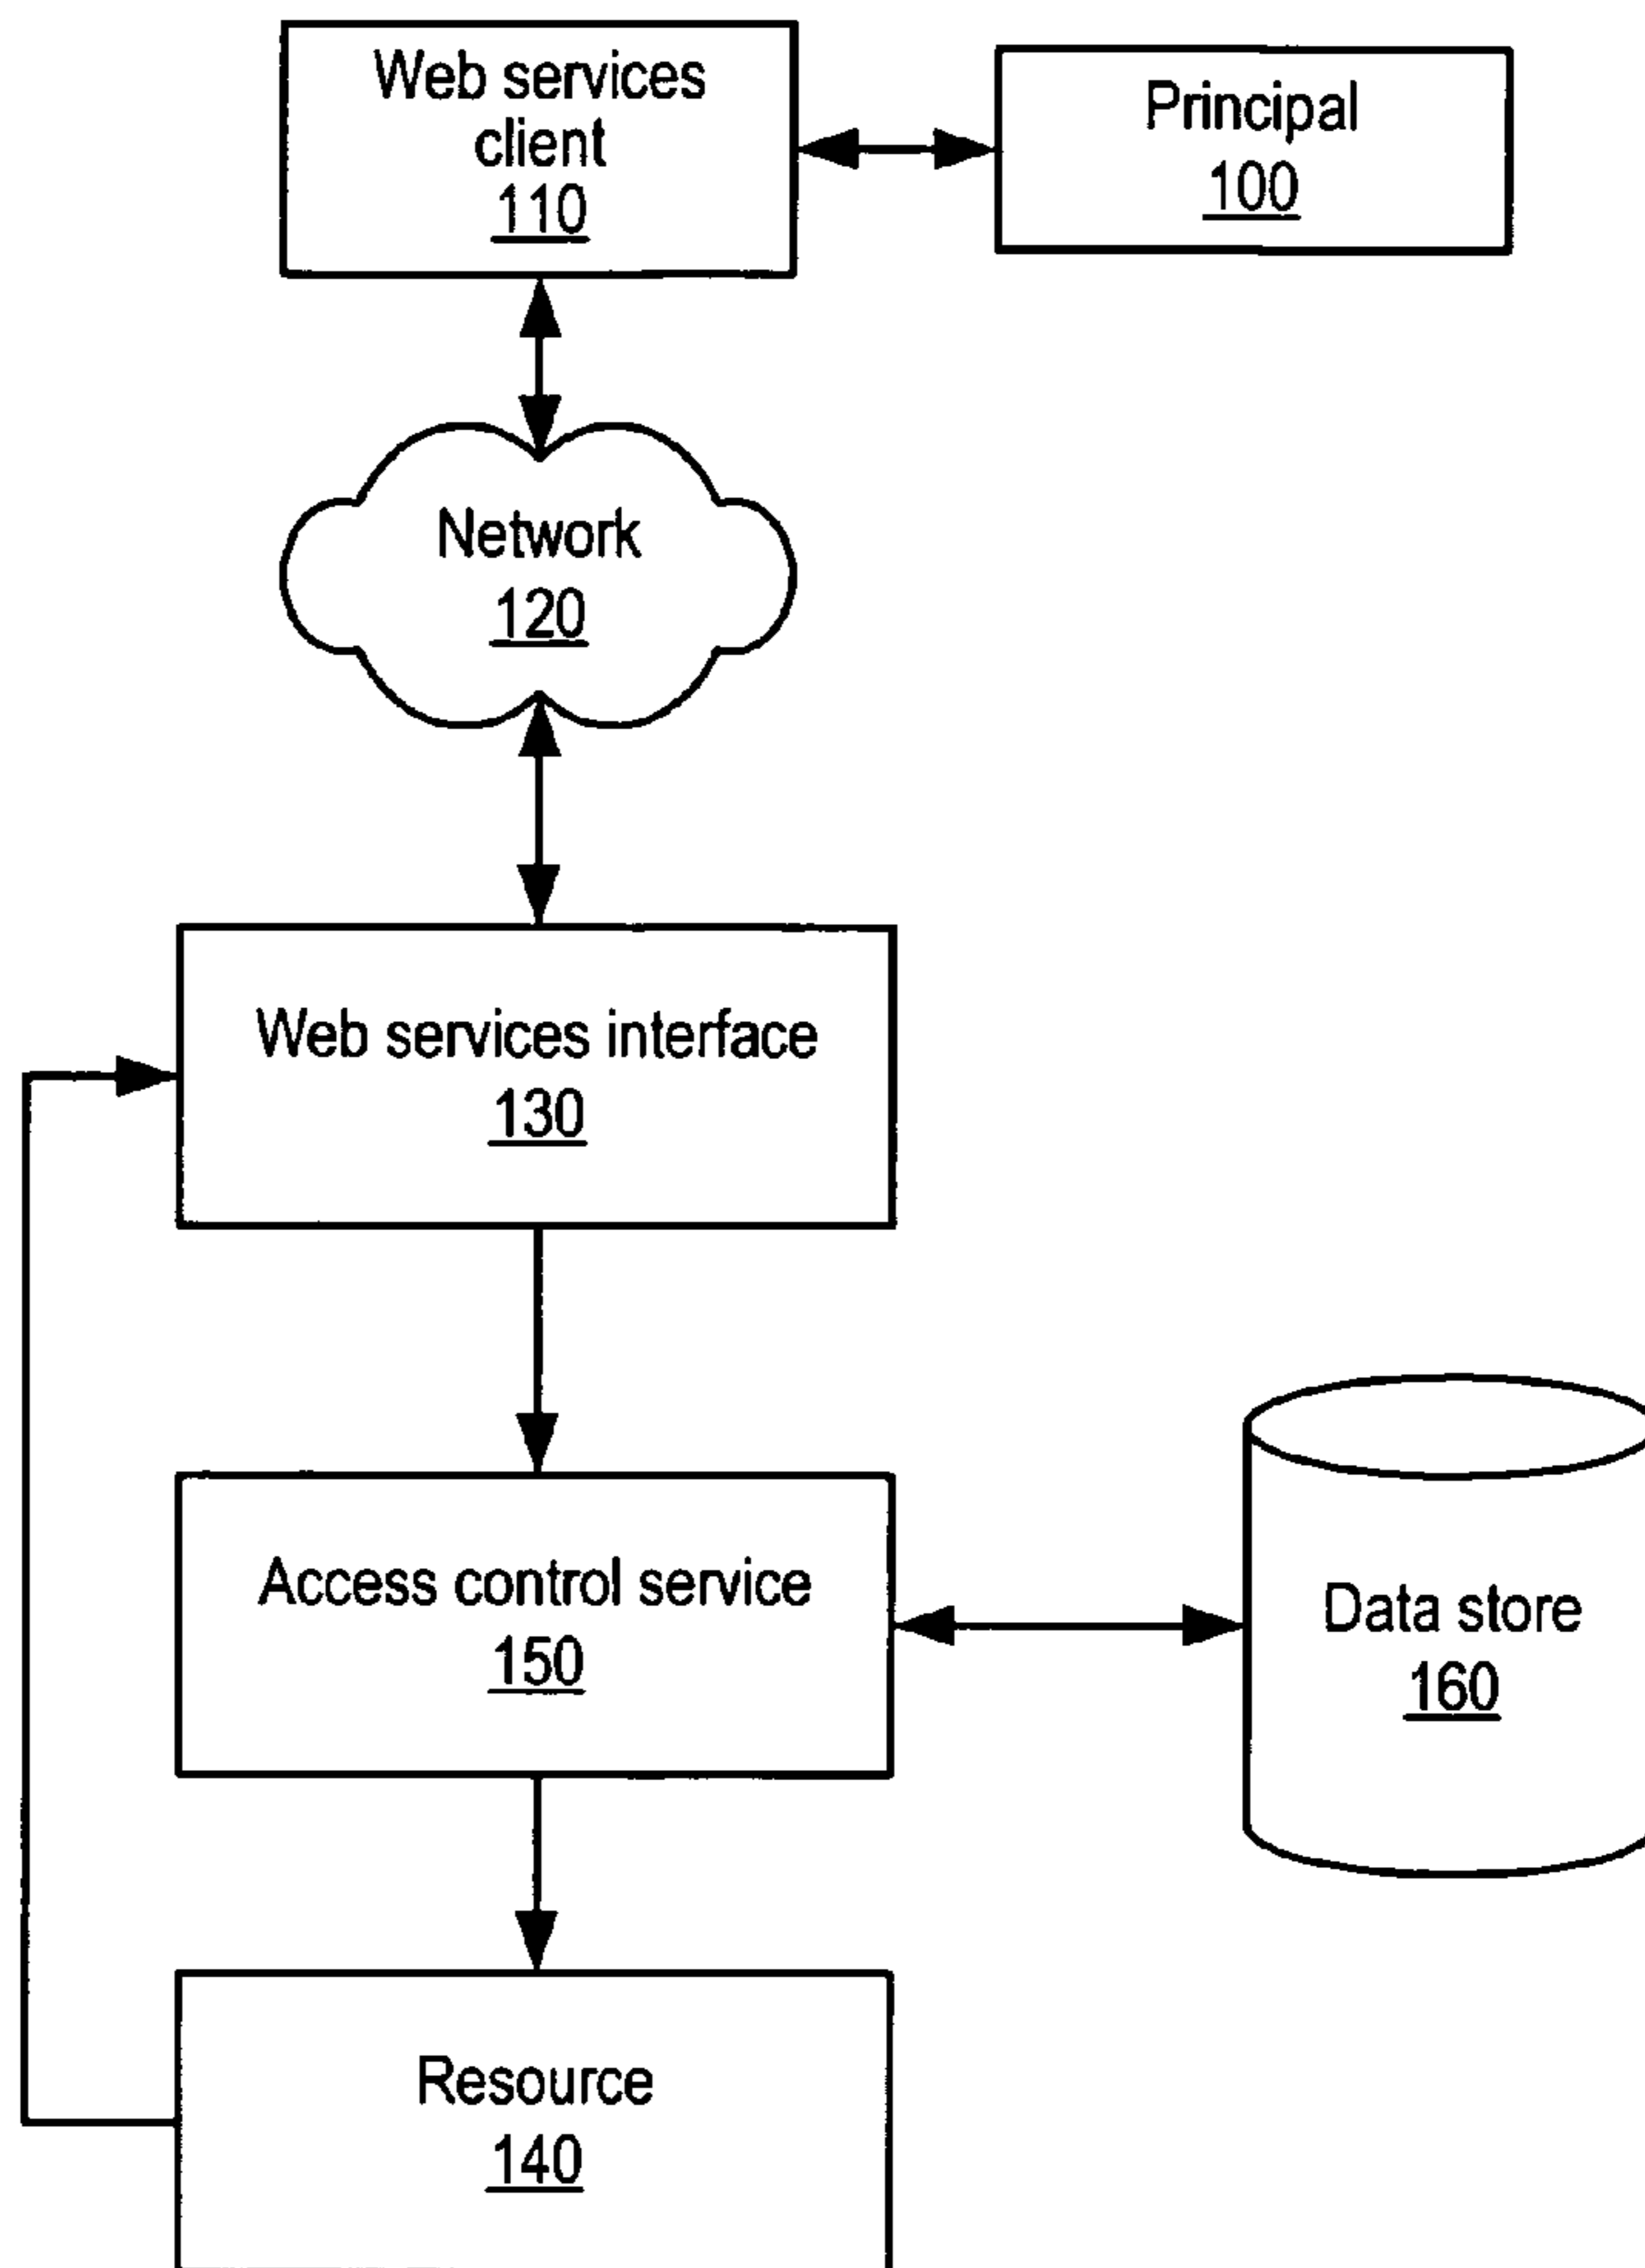 Web services
client
110
Principal
100
Network
120
Web services interface
130
Access control service
150
Data store
160
Resource
140